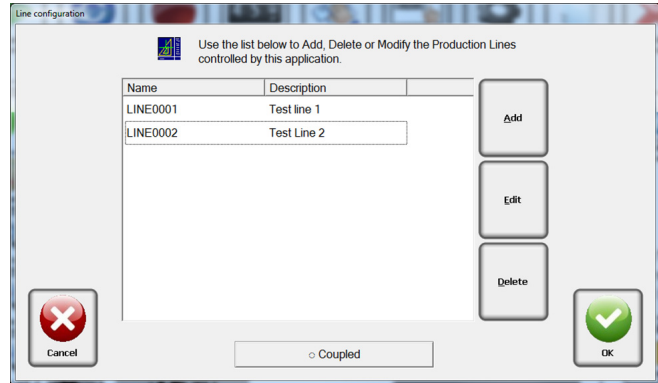 Line configuration
Use the list below to Add, Delete or Modify the Production Lines
controlled by this application.
Name Description
LINE0001 Test line 1
LINE0002 Test Line 2
Add
Edit
Delete
Cancel
○ Coupled
OK